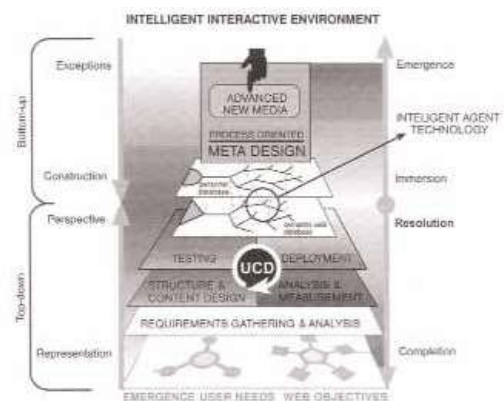 INTELLIGENT INTERACTIVE ENVIRONMENT
Exceptions
Emergence
Bottom-up
ADVANCED
NEW MEDIA
PROCESS ORIENTED
META DESIGN
INTELIGENT AGENT
TECHNOLOGY
Construction
Immersion
Perspective
Resolution
database
TESTING
DEPLOYMENT
UCD
STRUCTURE &
CONTENT DESIGN
ANALYSIS &
MEASUREMENT
Top-down
REQUIREMENTS GATHERING & ANALYSIS
Representation
Completion
EMERGENCE USER NEEDS WEB OBJECTIVES